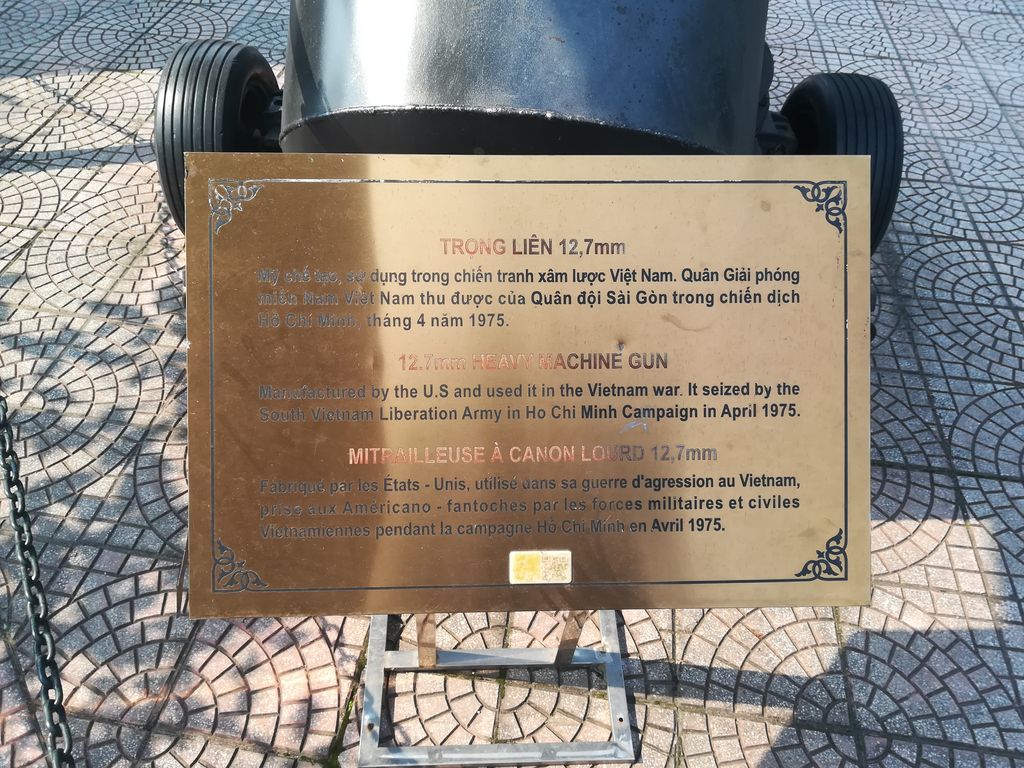 TRỌNG LIÊN 12,7mm
Mỹ chế tạo, sử dụng trong chiến tranh xâm lược Việt Nam. Quân Giải phóng
miền Nam Việt Nam thu được của Quân đội Sài Gòn trong chiến dịch
Hồ Chí Minh, tháng 4 năm 1975.
12.7mm HEAVY MACHINE GUN
Manufactured by the U.S and used it in the Vietnam war. It seized by the
South Vietnam Liberation Army in Ho Chi Minh Campaign in April 1975.
MITRAILLEUSE À CANON LOURD 12,7mm
Fabriqué par les États - Unis, utilisé dans sa guerre d'agression au Vietnam,
prise aux Américano - fantoches par les forces militaires et civiles
Vietnamiennes pendant la campagne Hồ Chí Minh en Avril 1975.